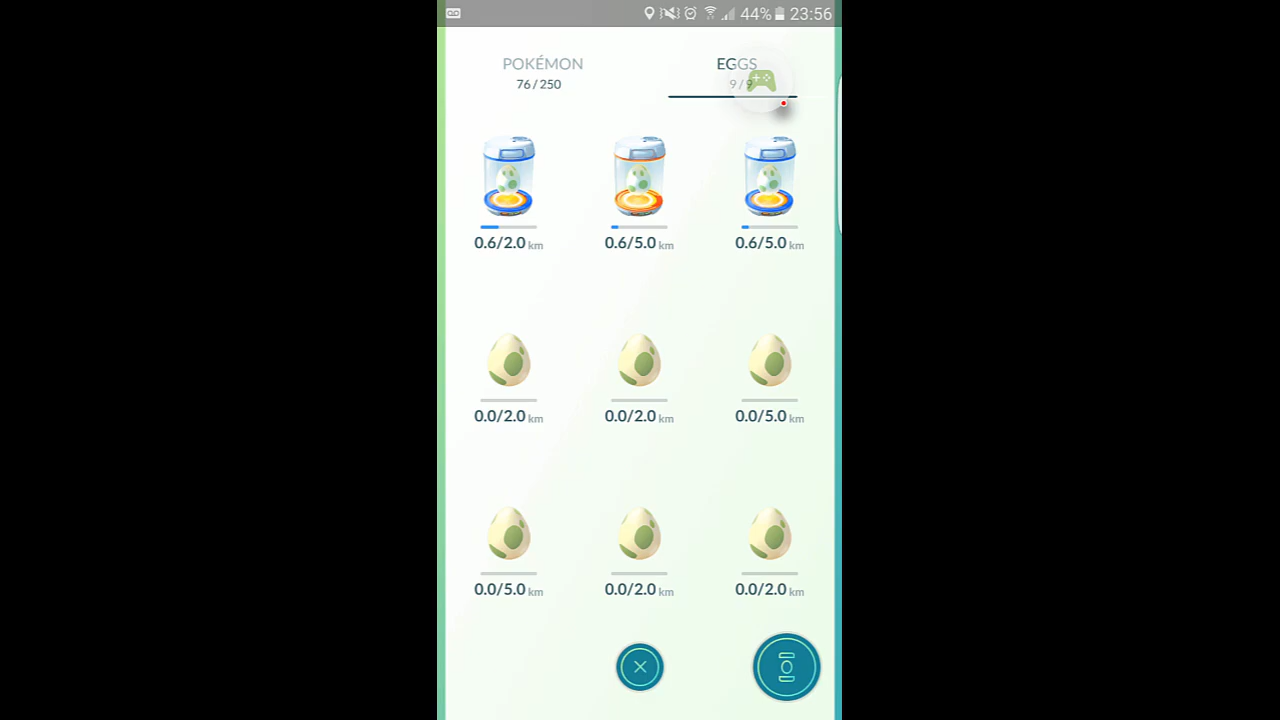 44% 23:56
POKÉMON EGGS
76/250 9/9
0.6/2.0 km 0.6/5.0 km 0.6/5.0 km
0.0/2.0 km 0.0/2.0 km 0.0/5.0 km
0.0/5.0 km 0.0/2.0 km 0.0/2.0 km